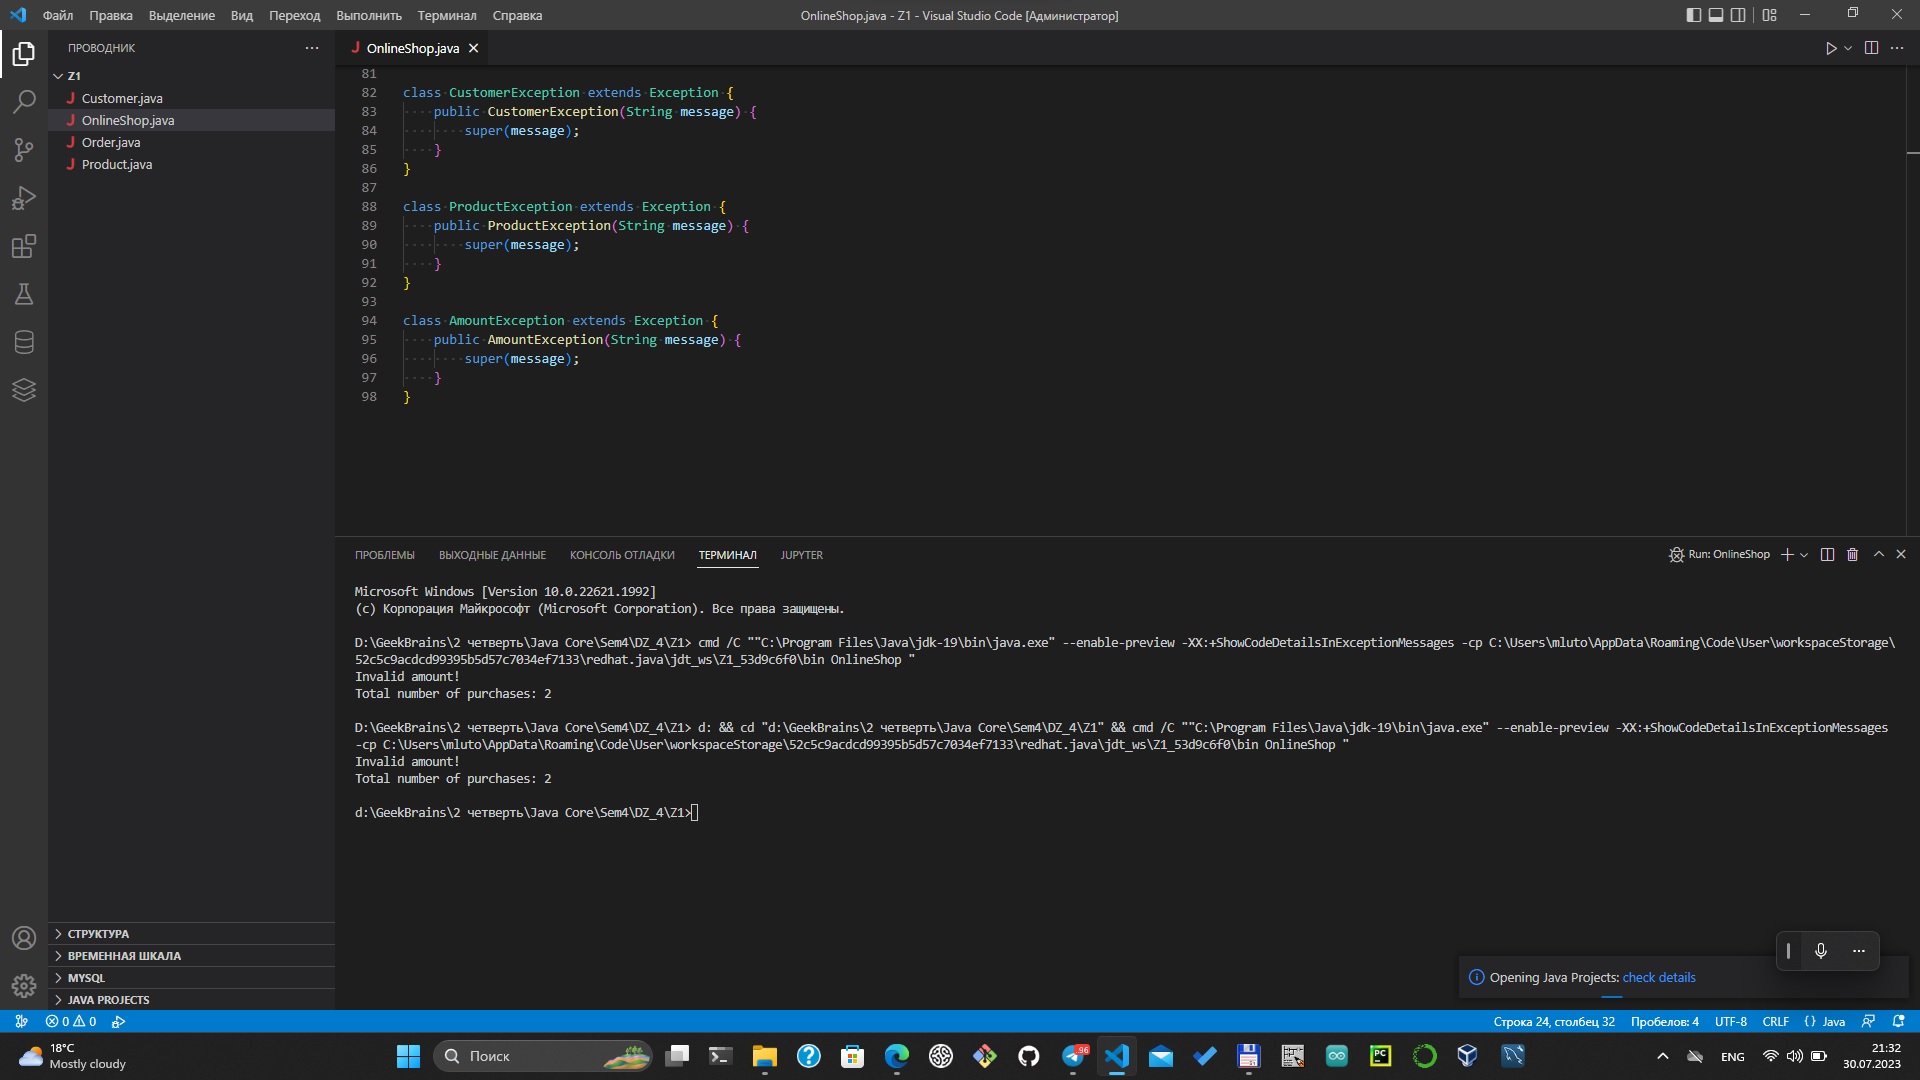 Файл Правка Выделение Вид Переход Выполнить Терминал Справка
OnlineShop.java - Z1 - Visual Studio Code [Администратор]
ПРОВОДНИК
Z1
Customer.java
OnlineShop.java
Order.java
Product.java
СТРУКТУРА
ВРЕМЕННАЯ ШКАЛА
MYSQL
JAVA PROJECTS
OnlineShop.java
81
82 class CustomerException extends Exception {
83 public CustomerException(String message) {
84 super(message);
85 }
86 }
87
88 class ProductException extends Exception {
89 public ProductException(String message) {
90 super(message);
91 }
92 }
93
94 class AmountException extends Exception {
95 public AmountException(String message) {
96 super(message);
97 }
98 }
ПРОБЛЕМЫ ВЫХОДНЫЕ ДАННЫЕ КОНСОЛЬ ОТЛАДКИ ТЕРМИНАЛ JUPYTER
Run: OnlineShop
Microsoft Windows [Version 10.0.22621.1992]
(c) Корпорация Майкрософт (Microsoft Corporation). Все права защищены.
D:\GeekBrains\2 четверть\Java Core\Sem4\DZ_4\Z1> cmd /C ""C:\Program Files\Java\jdk-19\bin\java.exe" --enable-preview -XX:+ShowCodeDetailsInExceptionMessages -cp C:\Users\mluto\AppData\Roaming\Code\User\workspaceStorage\
52c5c9acdcd99395b5d57c7034ef7133\redhat.java\jdt_ws\Z1_53d9c6f0\bin OnlineShop "
Invalid amount!
Total number of purchases: 2
D:\GeekBrains\2 четверть\Java Core\Sem4\DZ_4\Z1> d: && cd "d:\GeekBrains\2 четверть\Java Core\Sem4\DZ_4\Z1" && cmd /C ""C:\Program Files\Java\jdk-19\bin\java.exe" --enable-preview -XX:+ShowCodeDetailsInExceptionMessages
-cp C:\Users\mluto\AppData\Roaming\Code\User\workspaceStorage\52c5c9acdcd99395b5d57c7034ef7133\redhat.java\jdt_ws\Z1_53d9c6f0\bin OnlineShop "
Invalid amount!
Total number of purchases: 2
d:\GeekBrains\2 четверть\Java Core\Sem4\DZ_4\Z1>
Opening Java Projects: check details
0 0
Строка 24, столбец 32 Пробелов: 4 UTF-8 CRLF {} Java
18°C
Mostly cloudy
Поиск
96
PC
ENG
21:32
30.07.2023